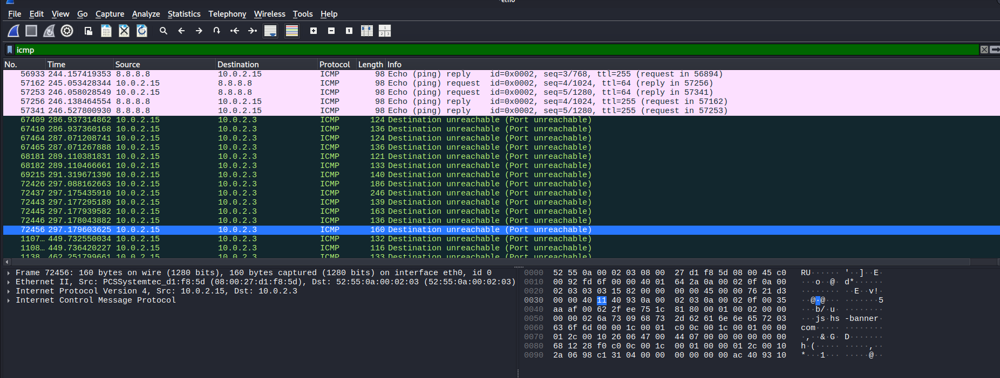 File Edit View Go Capture Analyze Statistics Telephony Wireless Tools Help
icmp
No. Time Source Destination Protocol Length Info
56933 244.157419353 8.8.8.8 10.0.2.15 ICMP 98 Echo (ping) reply id=0x0002, seq=3/768, ttl=255 (request in 56894)
57162 245.053428344 10.0.2.15 8.8.8.8 ICMP 98 Echo (ping) request id=0x0002, seq=4/1024, ttl=64 (reply in 57256)
57253 246.058028549 10.0.2.15 8.8.8.8 ICMP 98 Echo (ping) request id=0x0002, seq=5/1280, ttl=64 (reply in 57341)
57256 246.138464554 8.8.8.8 10.0.2.15 ICMP 98 Echo (ping) reply id=0x0002, seq=4/1024, ttl=255 (request in 57162)
57341 246.527800930 8.8.8.8 10.0.2.15 ICMP 98 Echo (ping) reply id=0x0002, seq=5/1280, ttl=255 (request in 57253)
67409 286.937314862 10.0.2.15 10.0.2.3 ICMP 124 Destination unreachable (Port unreachable)
67410 286.937360168 10.0.2.15 10.0.2.3 ICMP 136 Destination unreachable (Port unreachable)
67464 287.071208741 10.0.2.15 10.0.2.3 ICMP 124 Destination unreachable (Port unreachable)
67465 287.071267888 10.0.2.15 10.0.2.3 ICMP 136 Destination unreachable (Port unreachable)
68181 289.110381831 10.0.2.15 10.0.2.3 ICMP 121 Destination unreachable (Port unreachable)
68182 289.110466661 10.0.2.15 10.0.2.3 ICMP 133 Destination unreachable (Port unreachable)
69215 291.319671396 10.0.2.15 10.0.2.3 ICMP 140 Destination unreachable (Port unreachable)
72426 297.088162663 10.0.2.15 10.0.2.3 ICMP 186 Destination unreachable (Port unreachable)
72437 297.175435910 10.0.2.15 10.0.2.3 ICMP 246 Destination unreachable (Port unreachable)
72443 297.177295189 10.0.2.15 10.0.2.3 ICMP 139 Destination unreachable (Port unreachable)
72445 297.177939582 10.0.2.15 10.0.2.3 ICMP 163 Destination unreachable (Port unreachable)
72446 297.178043882 10.0.2.15 10.0.2.3 ICMP 136 Destination unreachable (Port unreachable)
72456 297.179603625 10.0.2.15 10.0.2.3 ICMP 160 Destination unreachable (Port unreachable)
1107… 449.732550034 10.0.2.15 10.0.2.3 ICMP 132 Destination unreachable (Port unreachable)
1108… 449.736420227 10.0.2.15 10.0.2.3 ICMP 116 Destination unreachable (Port unreachable)
1138 462.251799661 10.0.2.15 10.0.2.3 ICMP 133 Destination unreachable (Port unreachable)
Frame 72456: 160 bytes on wire (1280 bits), 160 bytes captured (1280 bits) on interface eth0, id 0
Ethernet II, Src: PCSSystemtec_d1:f8:5d (08:00:27:d1:f8:5d), Dst: 52:55:0a:00:02:03 (52:55:0a:00:02:03)
Internet Protocol Version 4, Src: 10.0.2.15, Dst: 10.0.2.3
Internet Control Message Protocol
0000 52 55 0a 00 02 03 08 00 27 d1 f8 5d 08 00 45 c0 RU······ '··]··E·
0010 00 92 fd 6f 00 00 40 01 64 2a 0a 00 02 0f 0a 00 ···o··@· d*······
0020 02 03 03 03 15 82 00 00 00 00 45 00 00 76 21 d3 ········ ··E··v!·
0030 00 00 40 11 40 93 0a 00 02 03 0a 00 02 0f 00 35 ··@·@··· ·······5
0040 aa af 00 62 2f ee 75 1c 81 80 00 01 00 02 00 00 ···b/·u· ········
0050 00 00 02 6a 73 09 68 73 2d 62 61 6e 6e 65 72 03 ···js·hs -banner·
0060 63 6f 6d 00 00 1c 00 01 c0 0c 00 1c 00 01 00 00 com····· ········
0070 01 2c 00 10 26 06 47 00 44 07 00 00 00 00 00 00 ·,··&·G· D·······
0080 68 12 28 f0 c0 0c 00 1c 00 01 00 00 01 2c 00 10 h·(····· ·····,··
0090 2a 06 98 c1 31 04 00 00 00 00 00 00 ac 40 93 10 *···1··· ·····@··